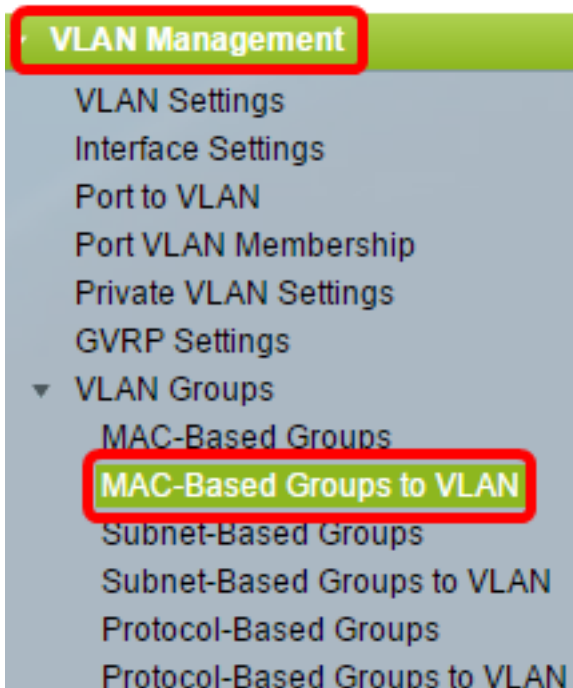 VLAN Management
VLAN Settings
Interface Settings
Port to VLAN
Port VLAN Membership
Private VLAN Settings
GVRP Settings
VLAN Groups
MAC-Based Groups
MAC-Based Groups to VLAN
Subnet-Based Groups
Subnet-Based Groups to VLAN
Protocol-Based Groups
Protocol-Based Groups to VLAN